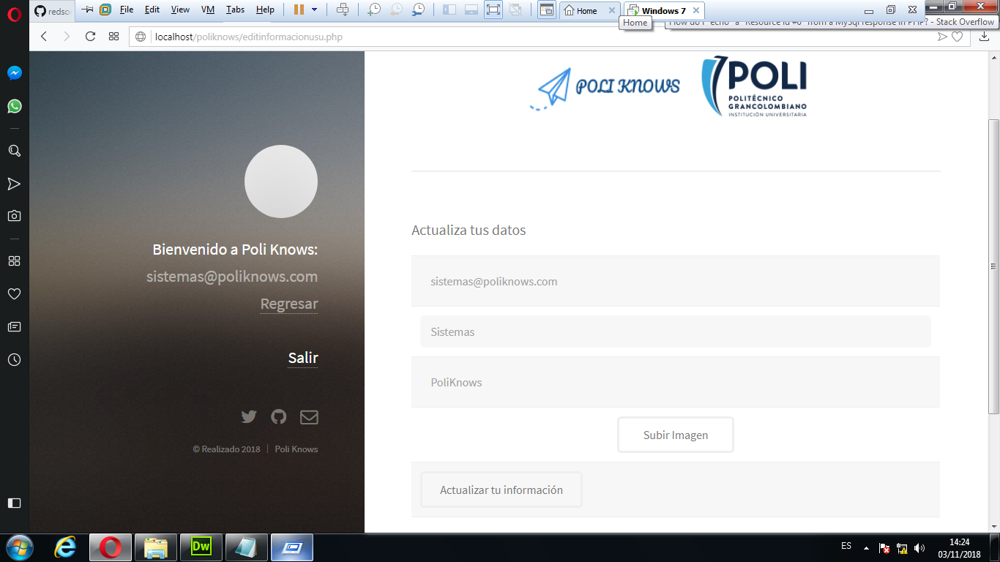 redso
File Edit View VM Tabs Help
Home
Windows 7
Home
How do I "echo" a "Resource id #6" from a MySql response in PHP? - Stack Overflow
localhost/poliknows/editinformacionusu.php
POLI KNOWS
POLI
POLITÉCNICO
GRANCOLOMBIANO
INSTITUCIÓN UNIVERSITARIA
Bienvenido a Poli Knows:
sistemas@poliknows.com
Regresar
Salir
© Realizado 2018 | Poli Knows
Actualiza tus datos
sistemas@poliknows.com
Sistemas
PoliKnows
Subir Imagen
Actualizar tu información
Dw
ES
14:24
03/11/2018